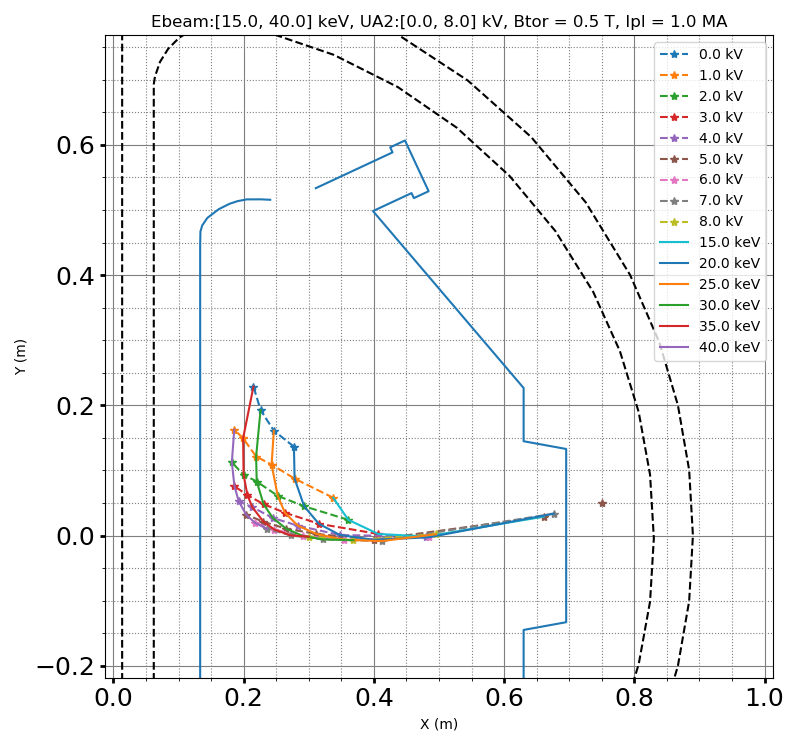 Ebeam:[15.0, 40.0] keV, UA2:[0.0, 8.0] kV, Btor = 0.5 T, Ipl = 1.0 MA
0.0 kV
1.0 kV
2.0 kV
3.0 kV
4.0 kV
5.0 kV
6.0 kV
7.0 kV
8.0 kV
15.0 keV
20.0 keV
25.0 keV
30.0 keV
35.0 keV
40.0 keV
0.6
0.4
0.2
0.0
−0.2
Y (m)
0.0 0.2 0.4 0.6 0.8 1.0
X (m)